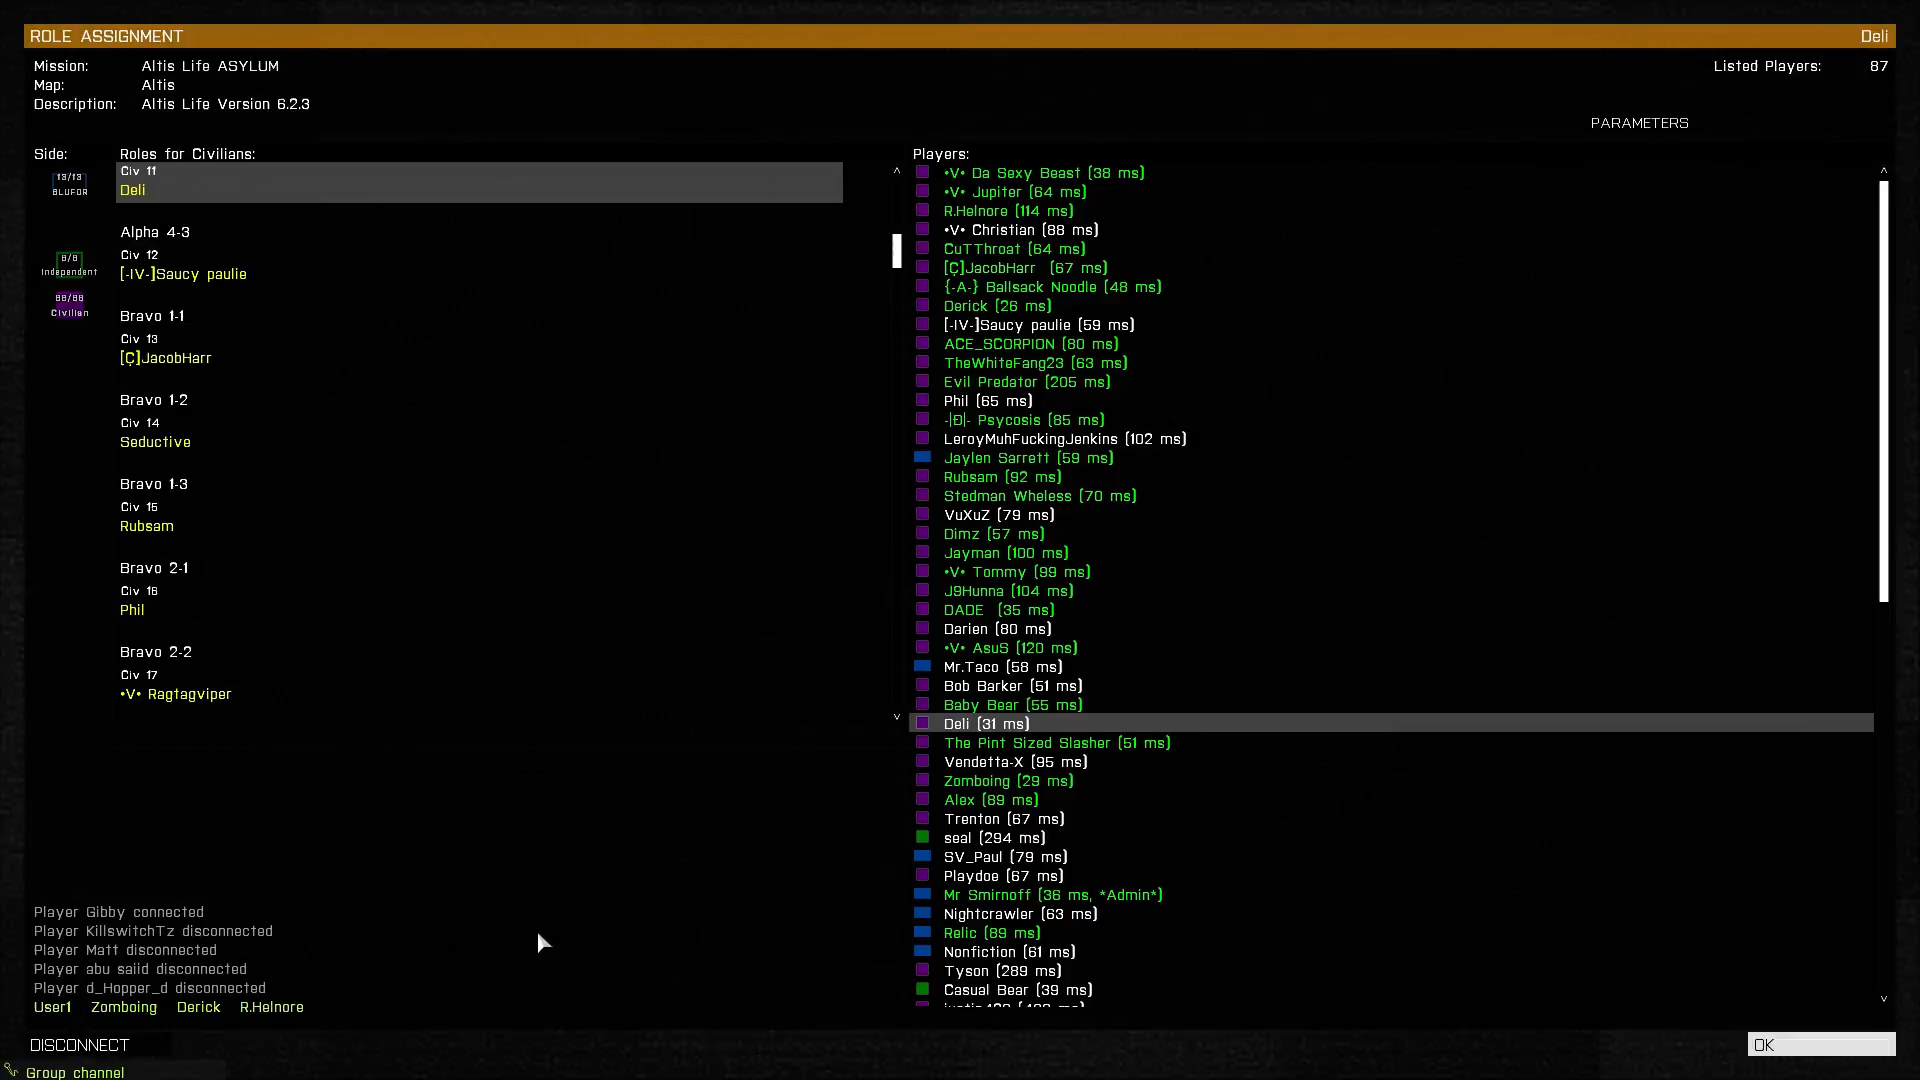 ROLE ASSIGNMENT Deli
Mission: Altis Life ASYLUM Listed Players: 87
Map: Altis
Description: Altis Life Version 6.2.3
PARAMETERS
Side: Roles for Civilians: Players:
13/13
BLUFOR
8/8
Independent
88/88
Civilian
Civ 11
Deli
Alpha 4-3
Civ 12
[-IV-]Saucy paulie
Bravo 1-1
Civ 13
[Ç]JacobHarr
Bravo 1-2
Civ 14
Seductive
Bravo 1-3
Civ 15
Rubsam
Bravo 2-1
Civ 16
Phil
Bravo 2-2
Civ 17
•V• Ragtagviper
•V• Da Sexy Beast (38 ms)
•V• Jupiter (64 ms)
R.Helnore (114 ms)
•V• Christian (88 ms)
CuTThroat (64 ms)
[Ç]JacobHarr (67 ms)
{-A-} Ballsack Noodle (48 ms)
Derick (26 ms)
[-IV-]Saucy paulie (59 ms)
ACE_SCORPION (80 ms)
TheWhiteFang23 (63 ms)
Evil Predator (205 ms)
Phil (65 ms)
-|Đ|- Psycosis (85 ms)
LeroyMuhFuckingJenkins (102 ms)
Jaylen Sarrett (59 ms)
Rubsam (92 ms)
Stedman Wheless (70 ms)
VuXuZ (79 ms)
Dimz (57 ms)
Jayman (100 ms)
•V• Tommy (99 ms)
J9Hunna (104 ms)
DADE (35 ms)
Darien (80 ms)
•V• AsuS (120 ms)
Mr.Taco (58 ms)
Bob Barker (51 ms)
Baby Bear (55 ms)
Deli (31 ms)
The Pint Sized Slasher (51 ms)
Vendetta-X (95 ms)
Zomboing (29 ms)
Alex (89 ms)
Trenton (67 ms)
seal (294 ms)
SV_Paul (79 ms)
Playdoe (67 ms)
Mr Smirnoff (36 ms, *Admin*)
Nightcrawler (63 ms)
Relic (89 ms)
Nonfiction (61 ms)
Tyson (289 ms)
Casual Bear (39 ms)
Player Gibby connected
Player KillswitchTz disconnected
Player Matt disconnected
Player abu saiid disconnected
Player d_Hopper_d disconnected
User1 Zomboing Derick R.Helnore
DISCONNECT OK
Group channel